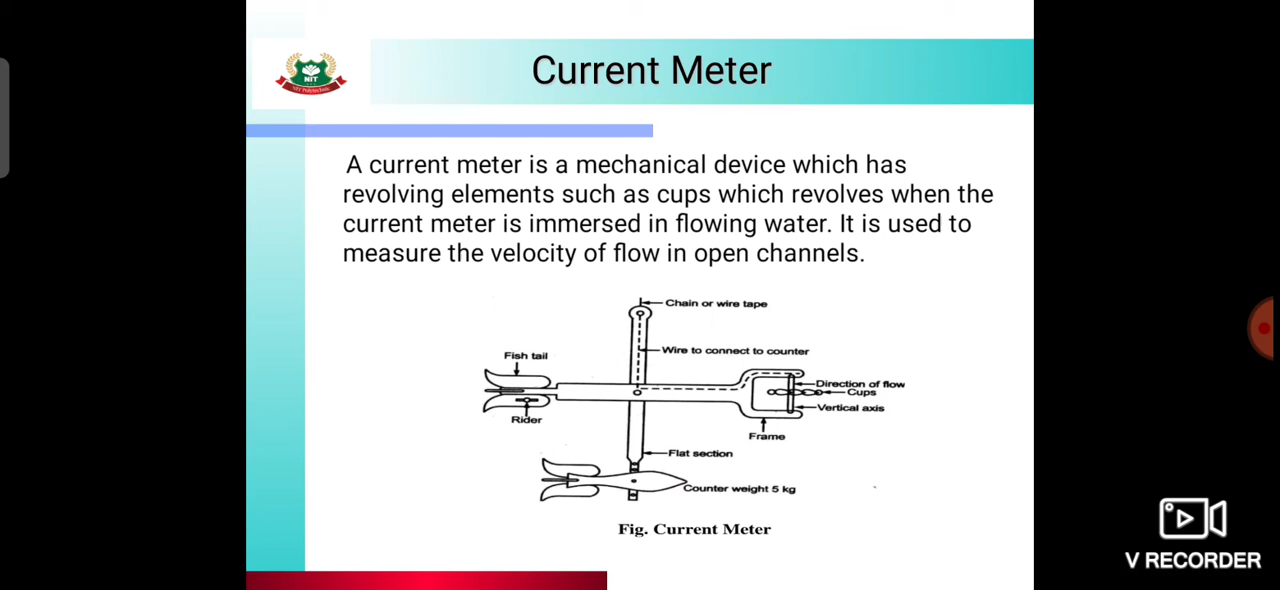 Current Meter
NIT
NIT Polytechnic
A current meter is a mechanical device which has
revolving elements such as cups which revolves when the
current meter is immersed in flowing water. It is used to
measure the velocity of flow in open channels.
Chain or wire tape
Wire to connect to counter
Fish tail
Direction of flow
Cups
Vertical axis
Rider
Frame
Flat section
Counter weight 5 kg
Fig. Current Meter
V RECORDER